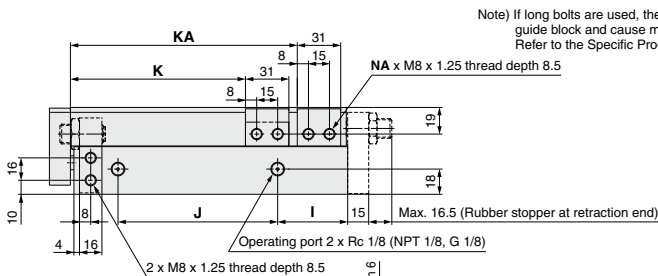 Note) If long bolts are used, the
guide block and cause m
Refer to the Specific Pro
KA
31
8
15
NA x M8 x 1.25 thread depth 8.5
K
31
8
15
19
16
10
18
8
J
I
15
Max. 16.5 (Rubber stopper at retraction end)
4
16
Operating port 2 x Rc 1/8 (NPT 1/8, G 1/8)
2 x M8 x 1.25 thread depth 8.5